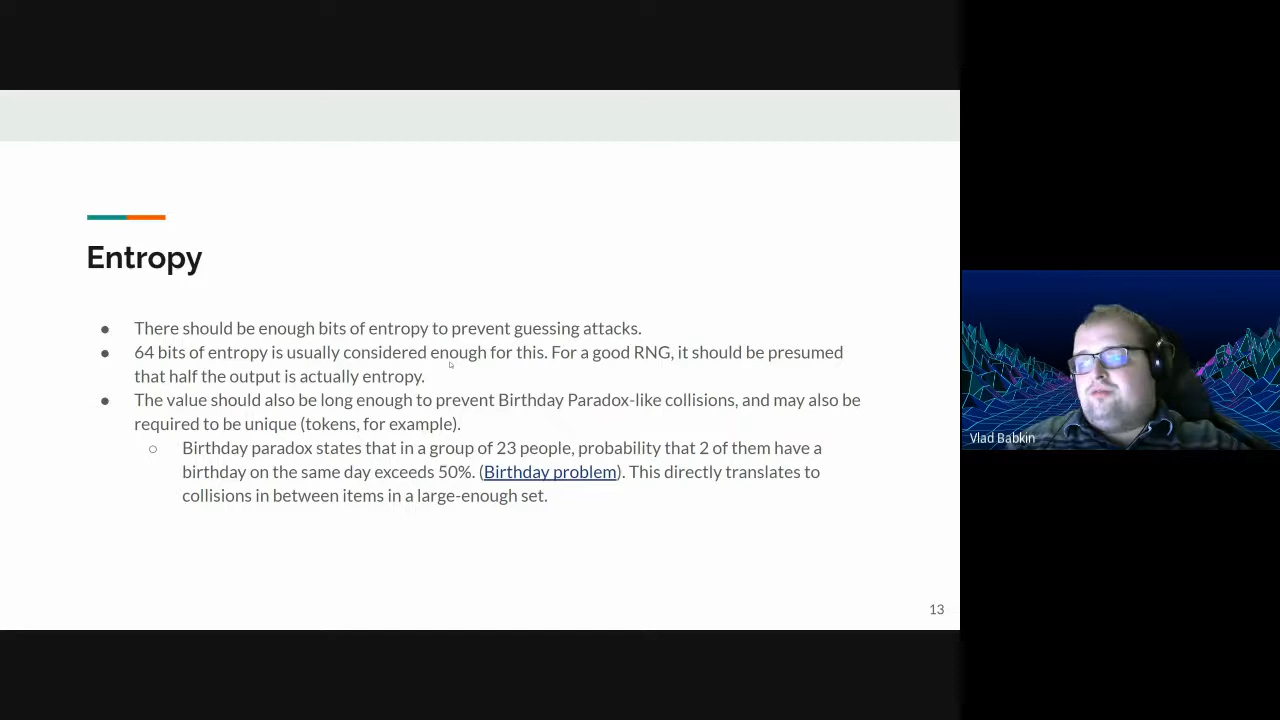 Entropy
● There should be enough bits of entropy to prevent guessing attacks.
● 64 bits of entropy is usually considered enough for this. For a good RNG, it should be presumed
that half the output is actually entropy.
● The value should also be long enough to prevent Birthday Paradox-like collisions, and may also be
required to be unique (tokens, for example).
○ Birthday paradox states that in a group of 23 people, probability that 2 of them have a
birthday on the same day exceeds 50%. (Birthday problem). This directly translates to
collisions in between items in a large-enough set.
13
Vlad Babkin